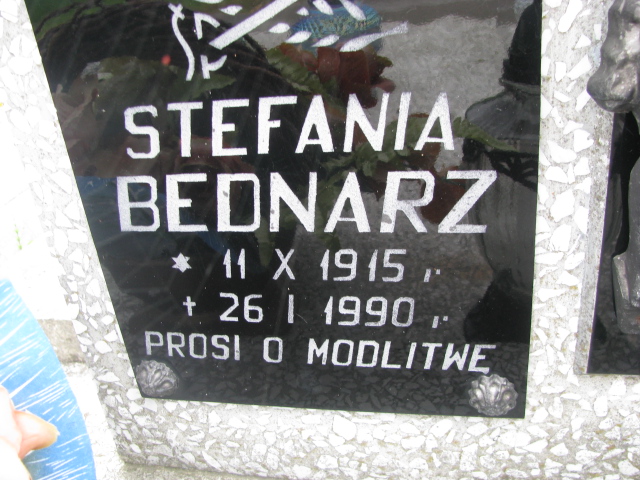 STEFANIA
BEDNARZ
* 11 X 1915 r.
✝ 26 I 1990 r.
PROSI O MODLITWĘ